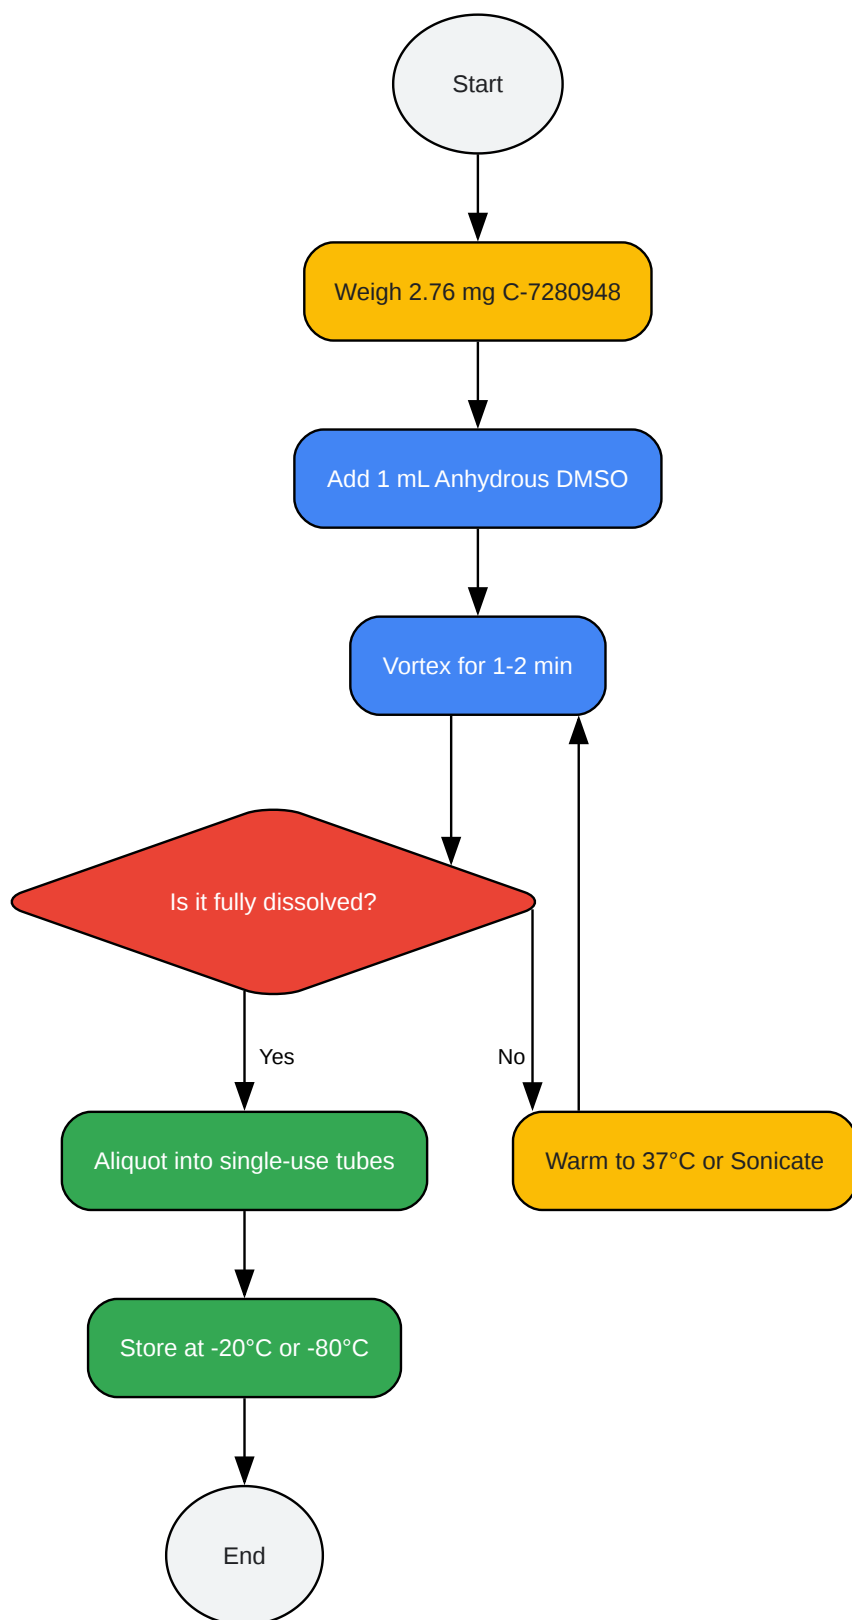 Start
Weigh 2.76 mg C-7280948
Add 1 mL Anhydrous DMSO
Vortex for 1-2 min
Is it fully dissolved?
Yes
No
Aliquot into single-use tubes
Warm to 37°C or Sonicate
Store at -20°C or -80°C
End